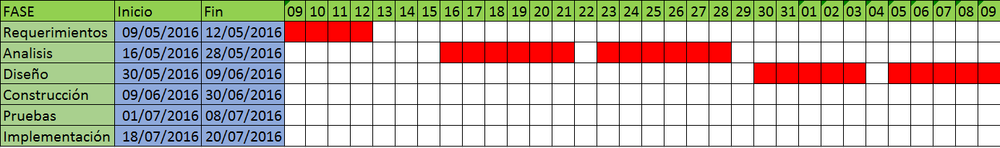 FASE Inicio Fin 09 10 11 12 13 14 15 16 17 18 19 20 21 22 23 24 25 26 27 28 29 30 31 01 02 03 04 05 06 07 08 09
Requerimientos 09/05/2016 12/05/2016
Analisis 16/05/2016 28/05/2016
Diseño 30/05/2016 09/06/2016
Construcción 09/06/2016 30/06/2016
Pruebas 01/07/2016 08/07/2016
Implementación 18/07/2016 20/07/2016